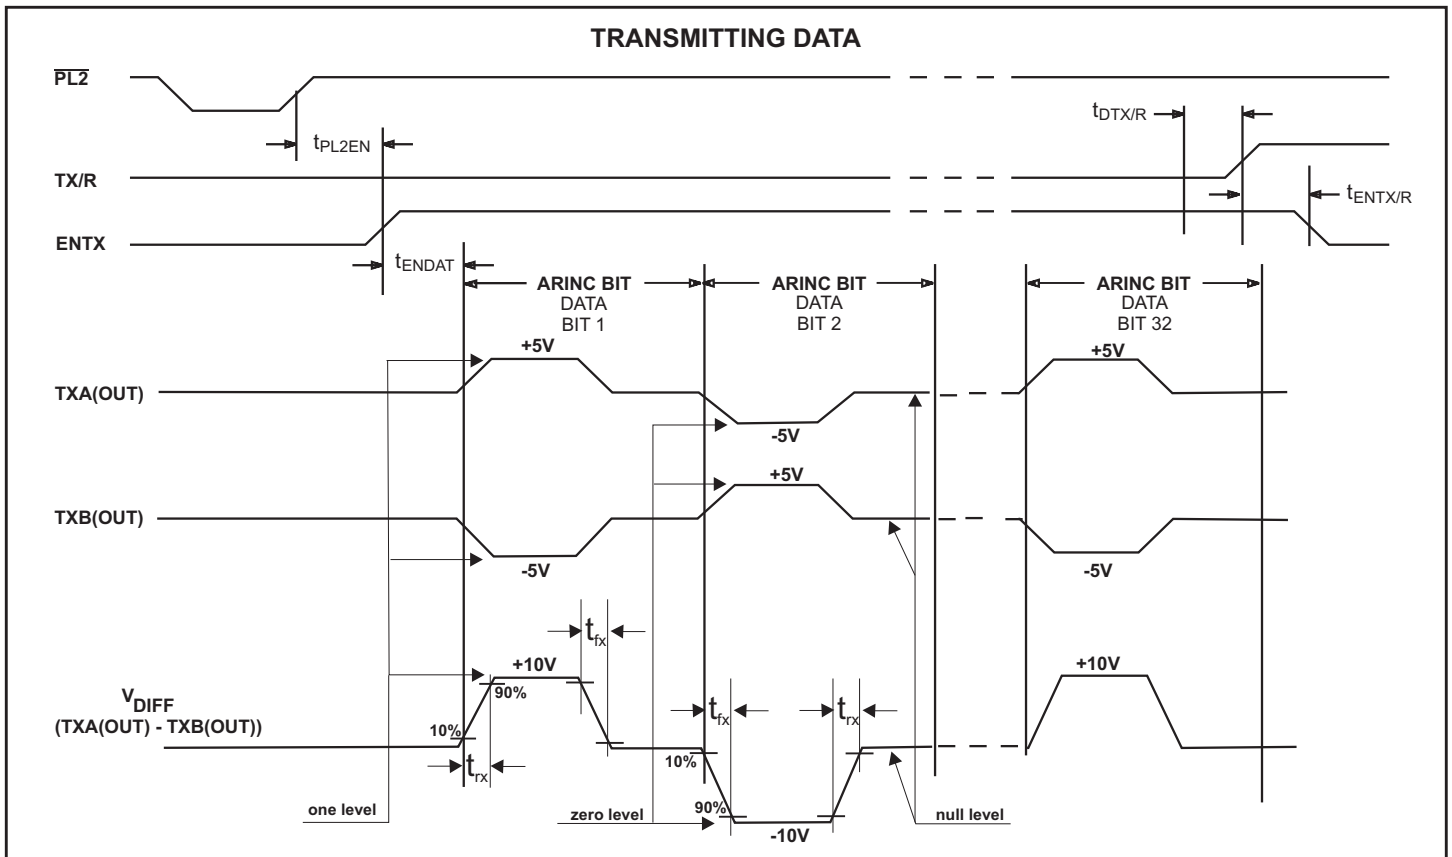 TRANSMITTING DATA
PL2
tDTX/R
tPL2EN
TX/R
tENTX/R
ENTX
tENDAT
ARINC BIT
DATA
BIT 1
ARINC BIT
DATA
BIT 2
ARINC BIT
DATA
BIT 32
+5V
+5V
TXA(OUT)
-5V
+5V
TXB(OUT)
-5V
-5V
tfx
+10V
+10V
90%
VDIFF
(TXA(OUT) - TXB(OUT))
10%
tfx
trx
trx
10%
90%
one level
zero level
-10V
null level